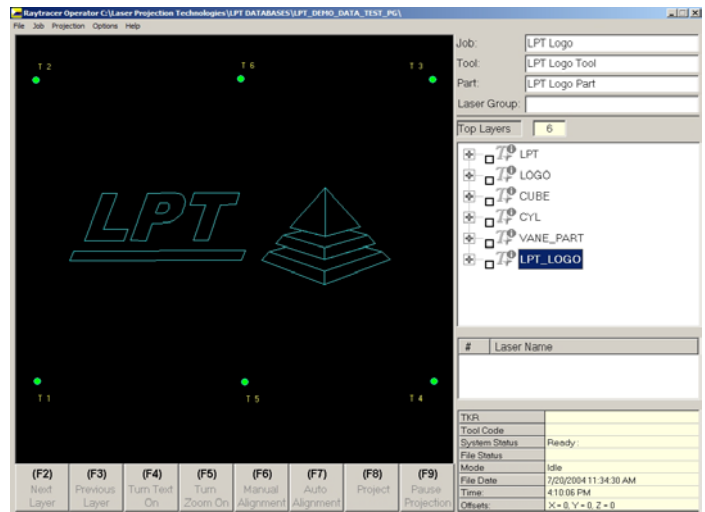 Raytracer Operator C:\Laser Projection Technologies\LPT DATABASES\LPT_DEMO_DATA_TEST_PG\
File Job Projection Options Help
T 2
T 6
T 3
LPT
T 1
T 5
T 4
Job: LPT Logo
Tool: LPT Logo Tool
Part: LPT Logo Part
Laser Group:
Top Layers 6
LPT
LOGO
CUBE
CYL
VANE_PART
LPT_LOGO
# Laser Name
TKR
Tool Code
System Status Ready :
File Status
Mode Idle
File Date 7/20/2004 11:34:30 AM
Time: 4:10:06 PM
Offsets: X = 0, Y = 0, Z = 0
(F2) Next Layer
(F3) Previous Layer
(F4) Turn Text On
(F5) Turn Zoom On
(F6) Manual Alignment
(F7) Auto Alignment
(F8) Project
(F9) Pause Projection